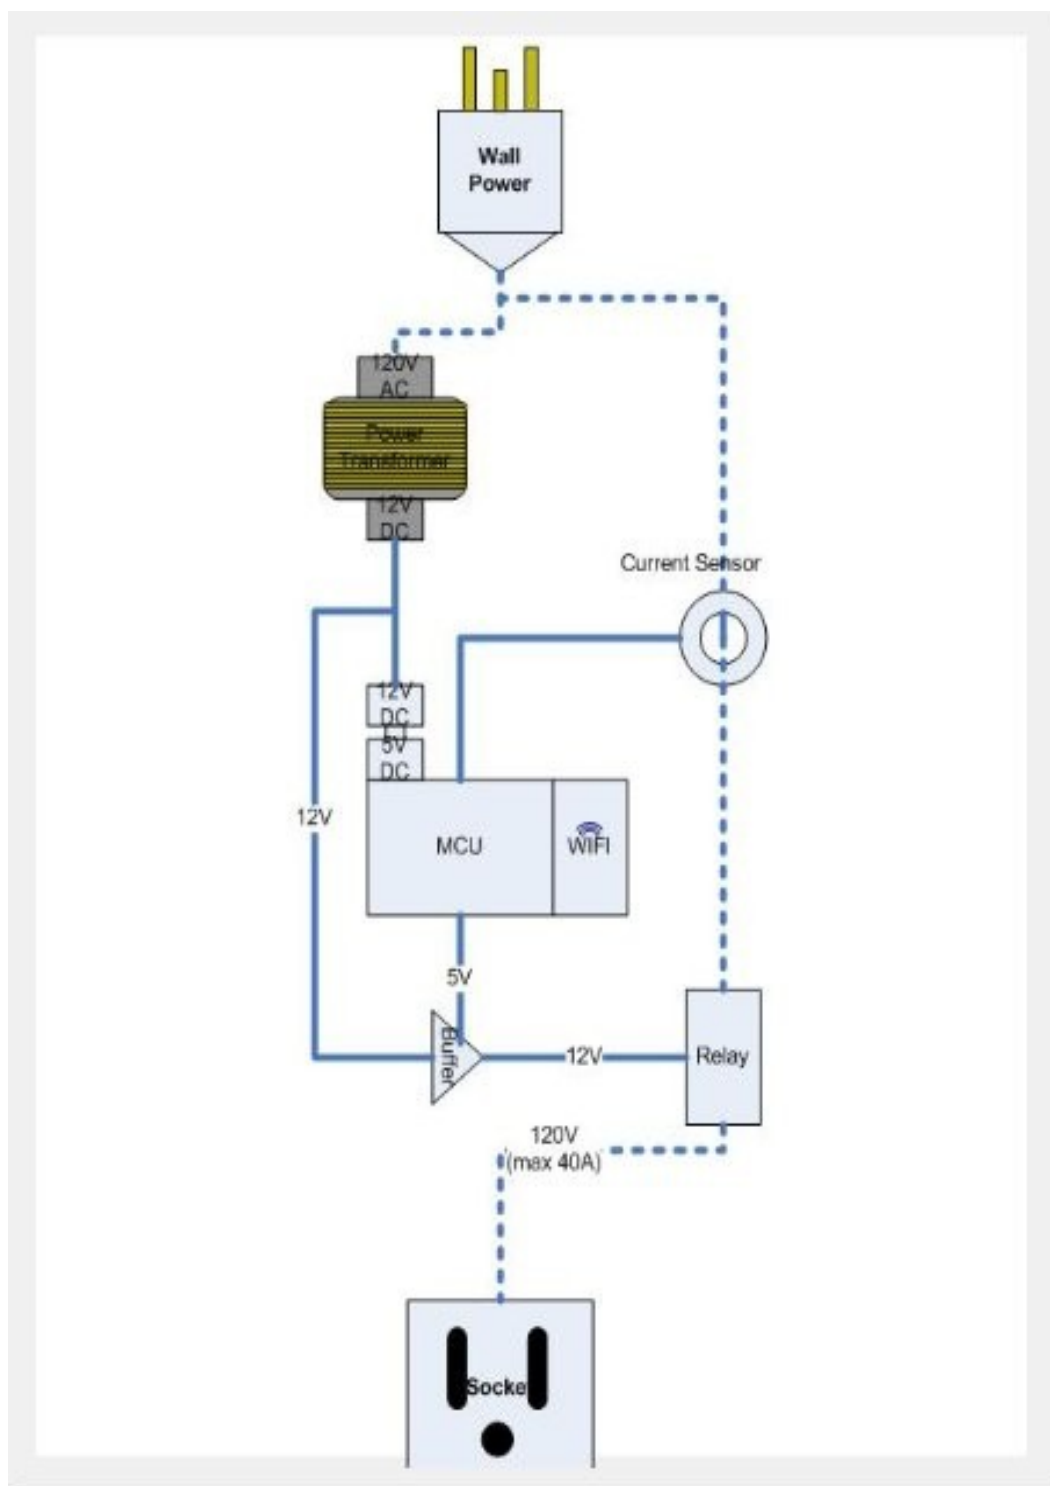 Wall
Power
120V
AC
Power
Transformer
12V
DC
Current Sensor
12V
DC
5V
DC
12V
MCU
WIFI
5V
Buffer
12V
Relay
120V
(max 40A)
Socke